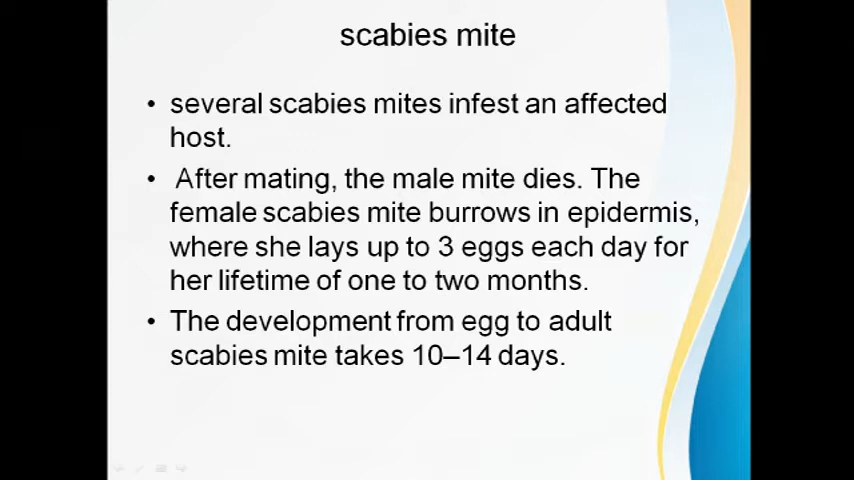 scabies mite
• several scabies mites infest an affected
host.
• After mating, the male mite dies. The
female scabies mite burrows in epidermis,
where she lays up to 3 eggs each day for
her lifetime of one to two months.
• The development from egg to adult
scabies mite takes 10–14 days.